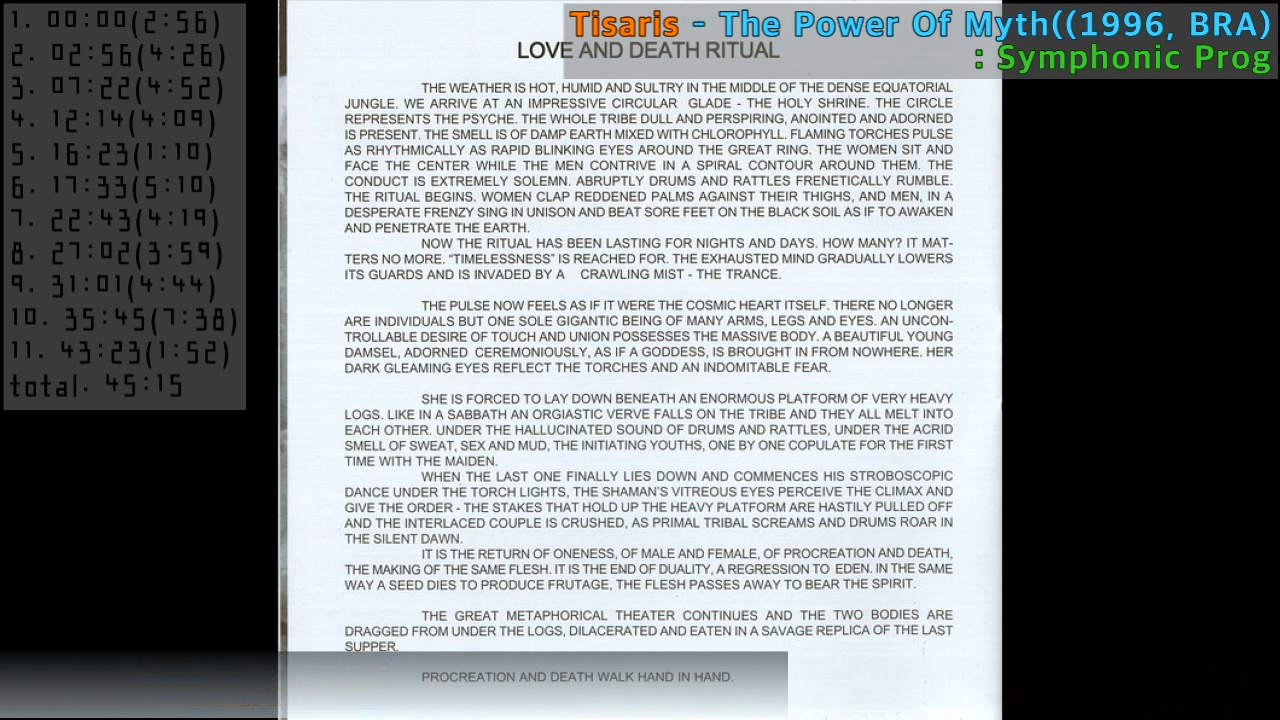 1. 00:00(2:56)
2. 02:56(4:26)
3. 07:22(4:52)
4. 12:14(4:09)
5. 16:23(1:10)
6. 17:33(5:10)
7. 22:43(4:19)
8. 27:02(3:59)
9. 31:01(4:44)
10. 35:45(7:38)
11. 43:23(1:52)
total. 45:15
Tisaris - The Power Of Myth((1996, BRA)
: Symphonic Prog
LOVE AND DEATH RITUAL
THE WEATHER IS HOT, HUMID AND SULTRY IN THE MIDDLE OF THE DENSE EQUATORIAL
JUNGLE. WE ARRIVE AT AN IMPRESSIVE CIRCULAR GLADE - THE HOLY SHRINE. THE CIRCLE
REPRESENTS THE PSYCHE. THE WHOLE TRIBE DULL AND PERSPIRING, ANOINTED AND ADORNED
IS PRESENT. THE SMELL IS OF DAMP EARTH MIXED WITH CHLOROPHYLL. FLAMING TORCHES PULSE
AS RHYTHMICALLY AS RAPID BLINKING EYES AROUND THE GREAT RING. THE WOMEN SIT AND
FACE THE CENTER WHILE THE MEN CONTRIVE IN A SPIRAL CONTOUR AROUND THEM. THE
CONDUCT IS EXTREMELY SOLEMN. ABRUPTLY DRUMS AND RATTLES FRENETICALLY RUMBLE.
THE RITUAL BEGINS. WOMEN CLAP REDDENED PALMS AGAINST THEIR THIGHS, AND MEN, IN A
DESPERATE FRENZY SING IN UNISON AND BEAT SORE FEET ON THE BLACK SOIL AS IF TO AWAKEN
AND PENETRATE THE EARTH.
NOW THE RITUAL HAS BEEN LASTING FOR NIGHTS AND DAYS. HOW MANY? IT MAT-
TERS NO MORE. “TIMELESSNESS” IS REACHED FOR. THE EXHAUSTED MIND GRADUALLY LOWERS
ITS GUARDS AND IS INVADED BY A CRAWLING MIST - THE TRANCE.
THE PULSE NOW FEELS AS IF IT WERE THE COSMIC HEART ITSELF. THERE NO LONGER
ARE INDIVIDUALS BUT ONE SOLE GIGANTIC BEING OF MANY ARMS, LEGS AND EYES. AN UNCON-
TROLLABLE DESIRE OF TOUCH AND UNION POSSESSES THE MASSIVE BODY. A BEAUTIFUL YOUNG
DAMSEL, ADORNED CEREMONIOUSLY, AS IF A GODDESS, IS BROUGHT IN FROM NOWHERE. HER
DARK GLEAMING EYES REFLECT THE TORCHES AND AN INDOMITABLE FEAR.
SHE IS FORCED TO LAY DOWN BENEATH AN ENORMOUS PLATFORM OF VERY HEAVY
LOGS. LIKE IN A SABBATH AN ORGIASTIC VERVE FALLS ON THE TRIBE AND THEY ALL MELT INTO
EACH OTHER. UNDER THE HALLUCINATED SOUND OF DRUMS AND RATTLES, UNDER THE ACRID
SMELL OF SWEAT, SEX AND MUD, THE INITIATING YOUTHS, ONE BY ONE COPULATE FOR THE FIRST
TIME WITH THE MAIDEN.
WHEN THE LAST ONE FINALLY LIES DOWN AND COMMENCES HIS STROBOSCOPIC
DANCE UNDER THE TORCH LIGHTS, THE SHAMAN'S VITREOUS EYES PERCEIVE THE CLIMAX AND
GIVE THE ORDER - THE STAKES THAT HOLD UP THE HEAVY PLATFORM ARE HASTILY PULLED OFF
AND THE INTERLACED COUPLE IS CRUSHED, AS PRIMAL TRIBAL SCREAMS AND DRUMS ROAR IN
THE SILENT DAWN.
IT IS THE RETURN OF ONENESS, OF MALE AND FEMALE, OF PROCREATION AND DEATH,
THE MAKING OF THE SAME FLESH. IT IS THE END OF DUALITY, A REGRESSION TO EDEN. IN THE SAME
WAY A SEED DIES TO PRODUCE FRUTAGE, THE FLESH PASSES AWAY TO BEAR THE SPIRIT.
THE GREAT METAPHORICAL THEATER CONTINUES AND THE TWO BODIES ARE
DRAGGED FROM UNDER THE LOGS, DILACERATED AND EATEN IN A SAVAGE REPLICA OF THE LAST
SUPPER.
PROCREATION AND DEATH WALK HAND IN HAND.